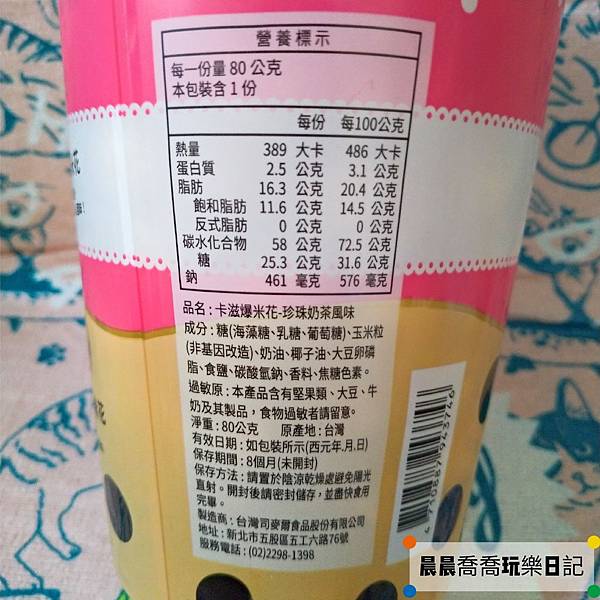 營養標示
每一份量 80 公克
本包裝含 1 份
每份 每100公克
熱量 389 大卡 486 大卡
蛋白質 2.5 公克 3.1 公克
脂肪 16.3 公克 20.4 公克
飽和脂肪 11.6 公克 14.5 公克
反式脂肪 0 公克 0 公克
碳水化合物 58 公克 72.5 公克
糖 25.3 公克 31.6 公克
鈉 461 毫克 576 毫克
品名:卡滋爆米花-珍珠奶茶風味
成分:糖(海藻糖、乳糖、葡萄糖)、玉米粒
(非基因改造)、奶油、椰子油、大豆卵磷
脂、食鹽、碳酸氫鈉、香料、焦糖色素。
過敏原:本產品含有堅果類、大豆、牛
奶及其製品,食物過敏者請留意。
淨重:80公克 原產地:台灣
有效日期:如包裝所示(西元年.月.日)
保存期限:8個月(未開封)
保存方法:請置於陰涼乾燥處避免陽光
直射。開封後請密封儲存,並盡快食用
完畢。
製造商:台灣司麥爾食品股份有限公司
地址:新北市五股區五工六路76號
服務電話:(02)2298-1398
花
花
晨晨喬喬玩樂日記